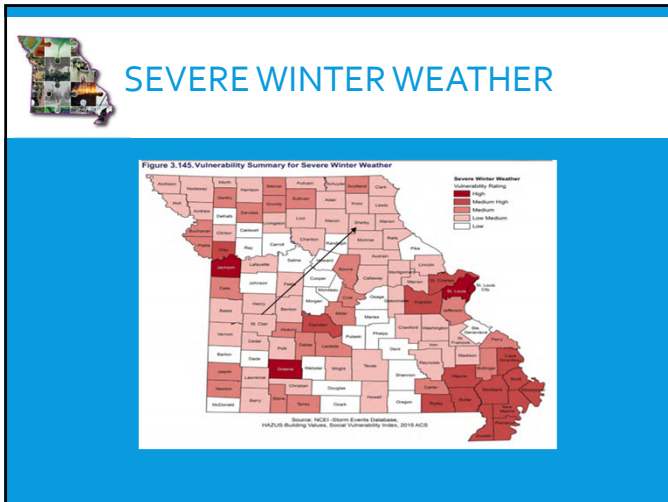 SEVERE WINTER WEATHER
Figure 3.145. Vulnerability Summary for Severe Winter Weather
Severe Winter Weather
Vulnerability Rating
High
Medium High
Medium
Low Medium
Low
Nodaway
Worth
Harrison
Mercer
Putnam
Schuyler
Scotland
Clark
Holt
Gentry
Sullivan
Adair
Knox
Lewis
Andrew
DeKalb
Daviess
Grundy
Livingston
Linn
Macon
Shelby
Marion
Buchanan
Clinton
Caldwell
Chariton
Randolph
Monroe
Ralls
Platte
Clay
Ray
Carroll
Pike
Jackson
Lafayette
Saline
Howard
Boone
Audrain
Lincoln
Johnson
Cooper
Callaway
Montgomery
Warren
St. Charles
St. Louis
St. Louis
City
Cass
Moniteau
Cole
Osage
Franklin
Jefferson
Bates
Henry
Benton
Morgan
Miller
Maries
St. Clair
Camden
Crawford
Washington
Ste.
Genevieve
St.
Francois
Perry
Vernon
Cedar
Hickory
Pulaski
Phelps
Iron
Madison
Cape
Girardeau
Barton
Dade
Polk
Dallas
Laclede
Dent
Reynolds
Bollinger
Jasper
Greene
Webster
Wright
Texas
Shannon
Wayne
Scott
Newton
Lawrence
Christian
Douglas
Carter
Stoddard
McDonald
Barry
Stone
Taney
Ozark
Howell
Oregon
Ripley
Butler
New
Madrid
Pemiscot
Dunklin
Source: NCEI -Storm Events Database,
HAZUS-Building Values, Social Vulnerability Index, 2015 ACS